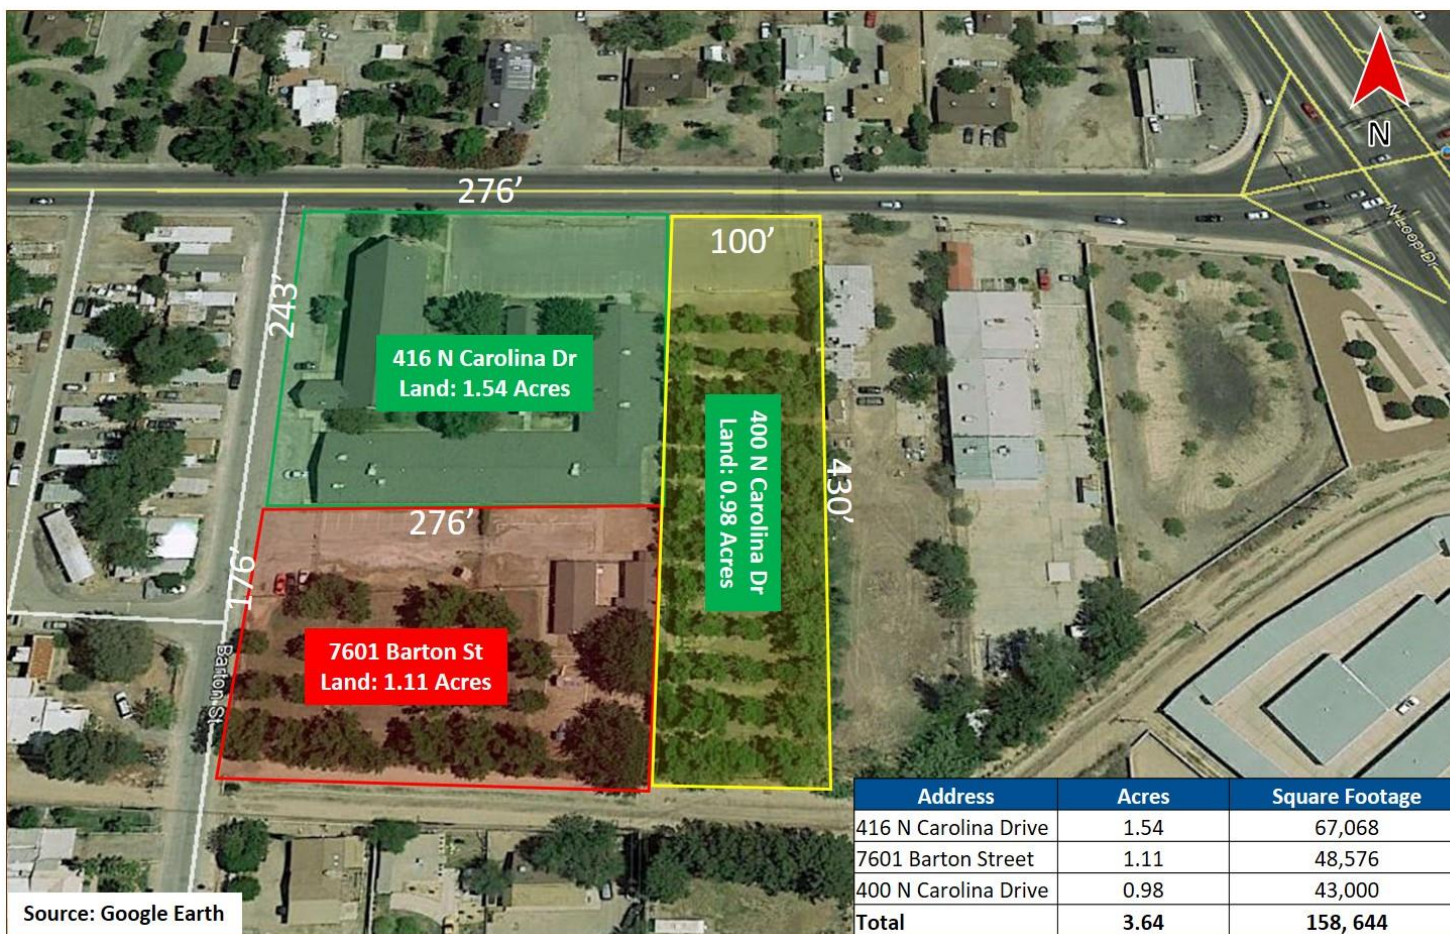 N
276’
N Loop Dr
100’
243’
416 N Carolina Dr
Land: 1.54 Acres
400 N Carolina Dr
Land: 0.98 Acres
430’
276’
176’
7601 Barton St
Land: 1.11 Acres
Barton St
Address Acres Square Footage
416 N Carolina Drive 1.54 67,068
7601 Barton Street 1.11 48,576
400 N Carolina Drive 0.98 43,000
Total 3.64 158, 644
Source: Google Earth